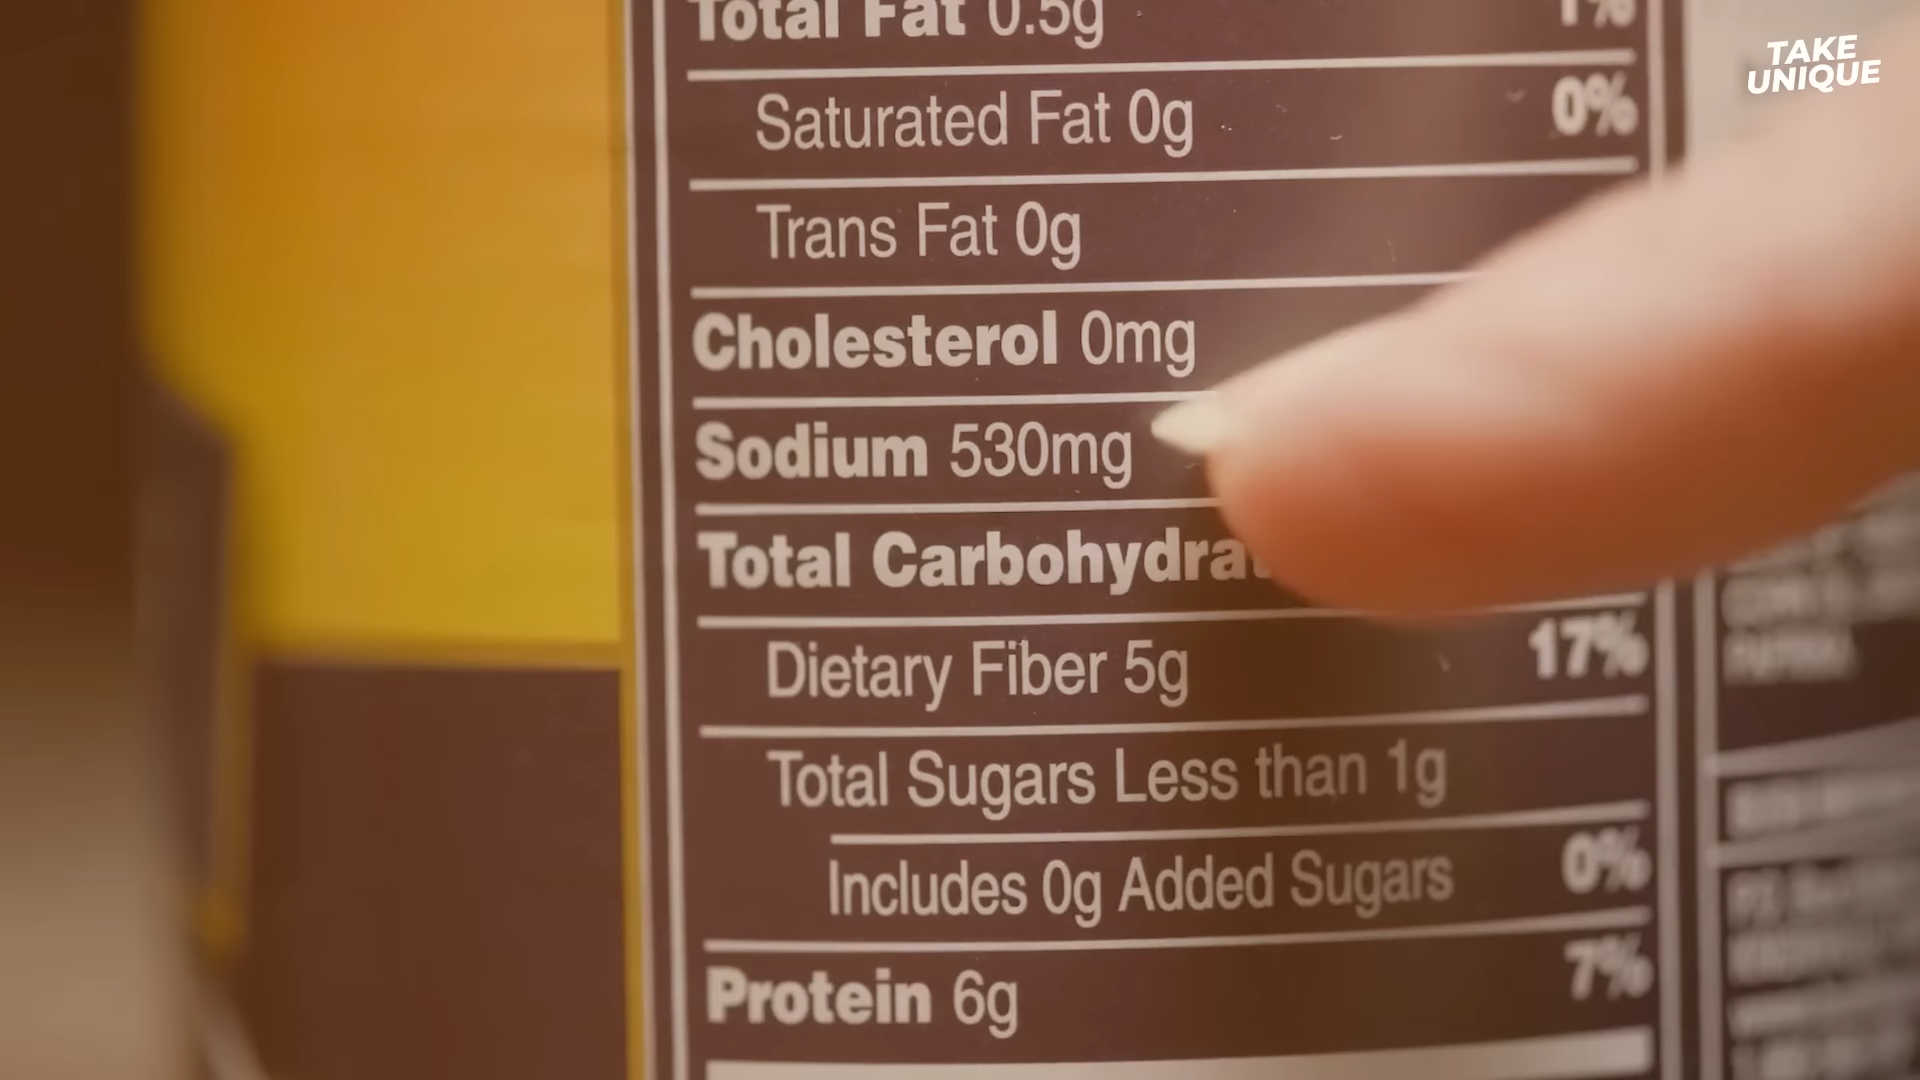 TAKE
UNIQUE
Total Fat 0.5g 1%
Saturated Fat 0g 0%
Trans Fat 0g
Cholesterol 0mg
Sodium 530mg
Total Carbohydra
Dietary Fiber 5g 17%
Total Sugars Less than 1g
Includes 0g Added Sugars 0%
Protein 6g 7%